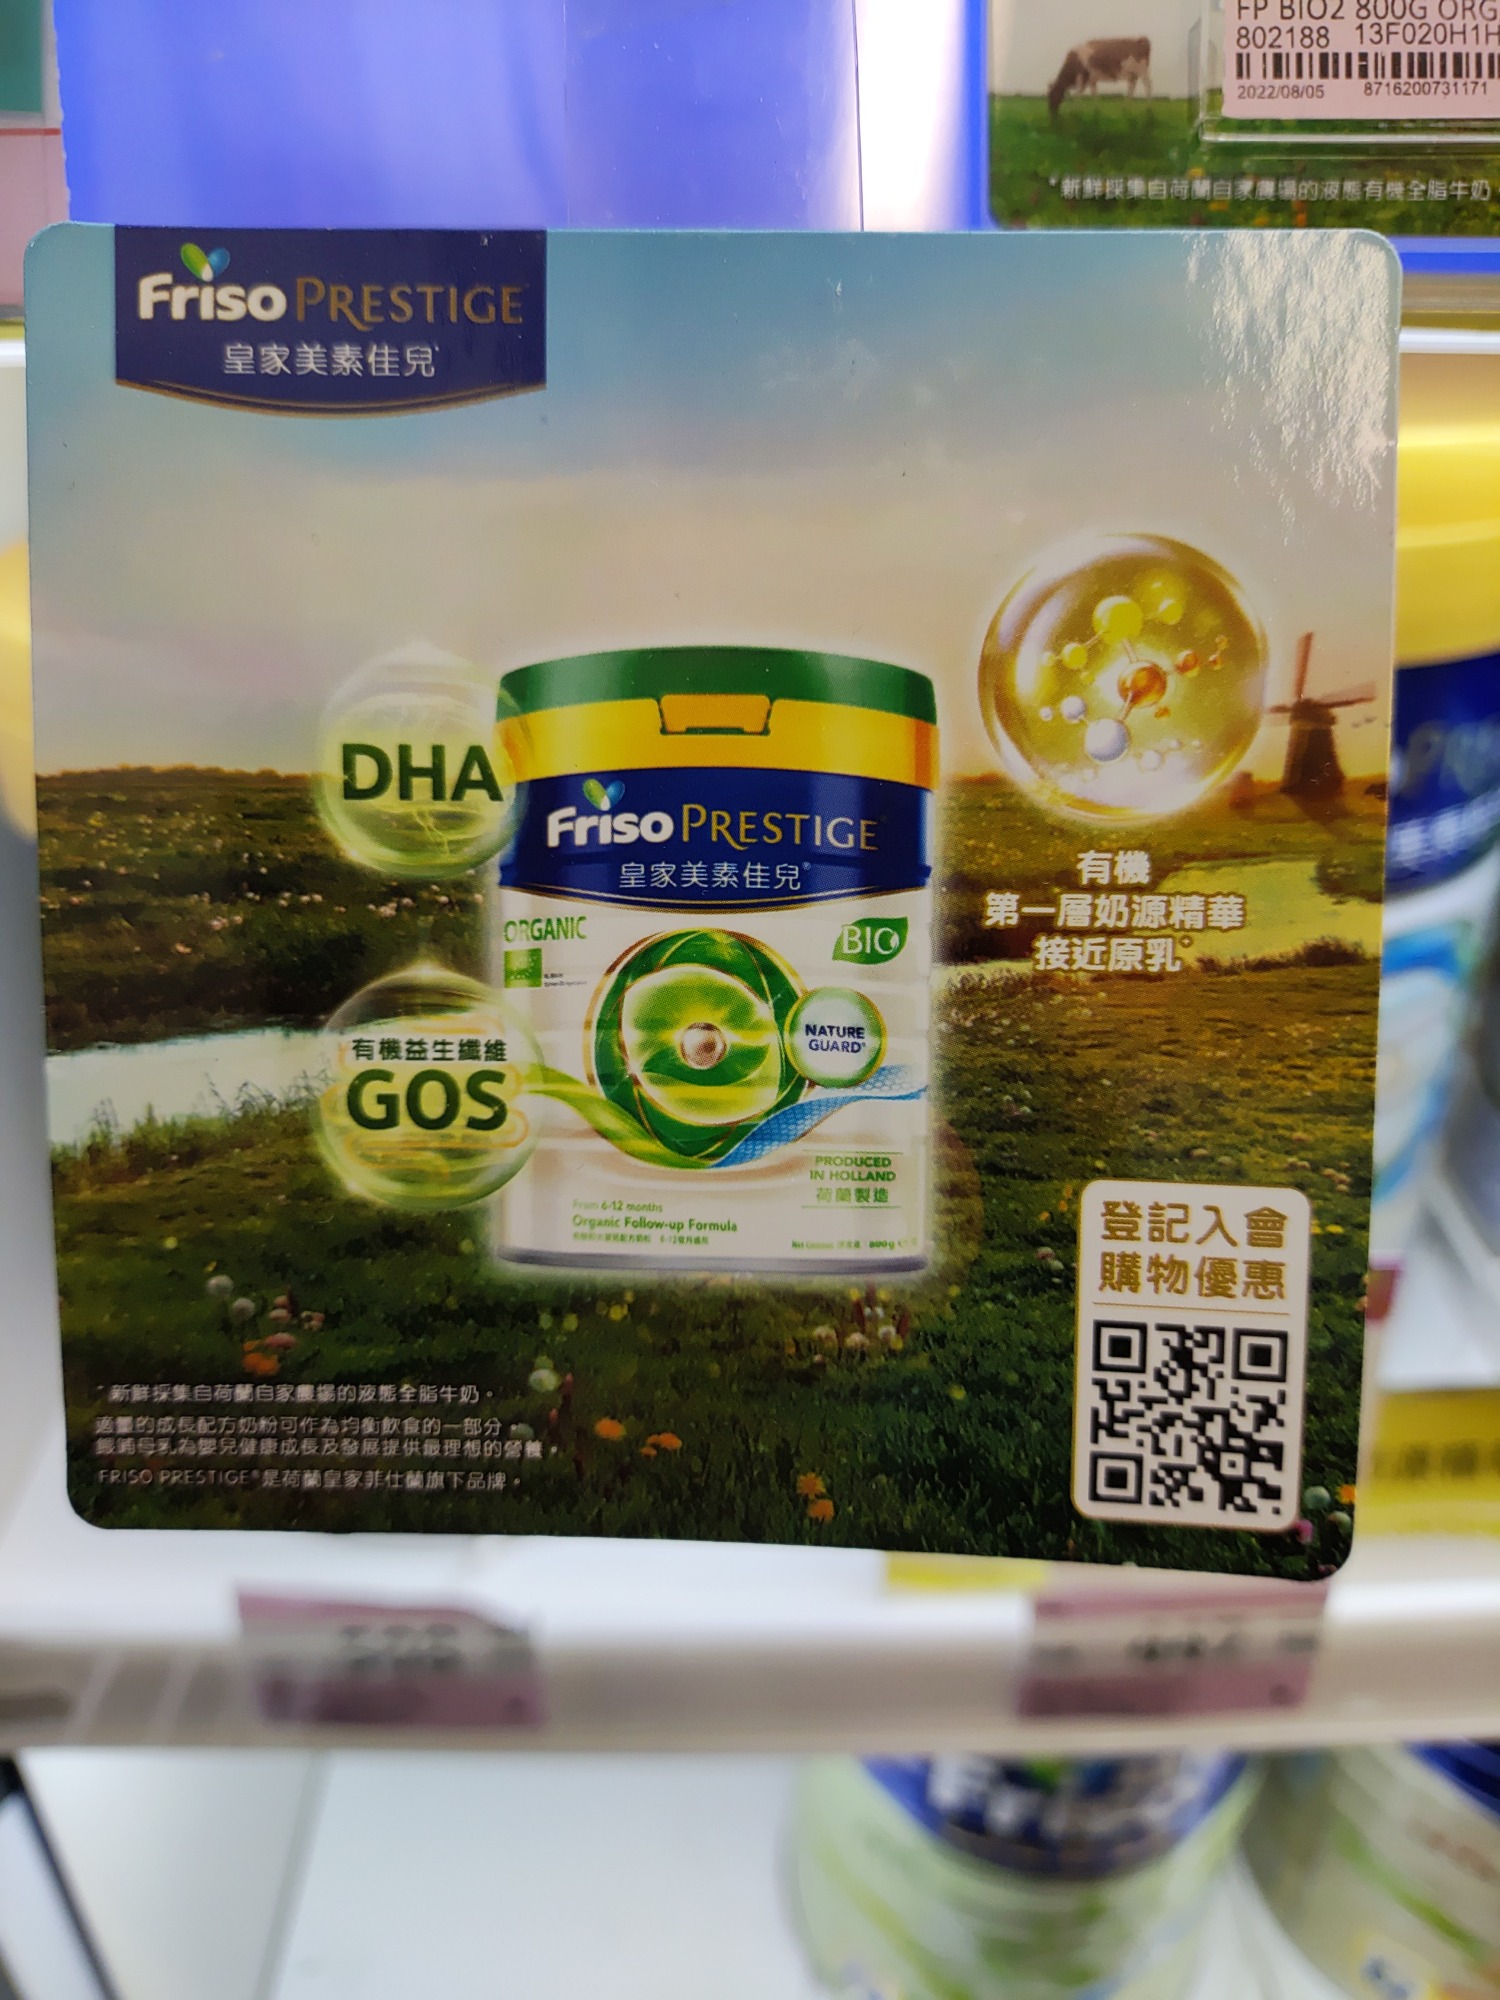 FP BIO2 800G ORG
802188 13F020H1H
2022/08/05 8716200731171
*新鮮採集自荷蘭自家農場的液態有機全脂牛奶。
Friso PRESTIGE
皇家美素佳兒
DHA
有機益生纖維
GOS
Friso PRESTIGE
皇家美素佳兒®
ORGANIC
BIO
NATURE
GUARD®
PRODUCED
IN HOLLAND
荷蘭製造
From 6-12 months
Organic Follow-up Formula
800g
有機
第一層奶源精華
接近原乳*
登記入會
購物優惠
*新鮮採集自荷蘭自家農場的液態全脂牛奶。
適量的成長配方奶粉可作為均衡飲食的一部分。
餵哺母乳為嬰兒健康成長及發展提供最理想的營養。
FRISO PRESTIGE®是荷蘭皇家菲仕蘭旗下品牌。